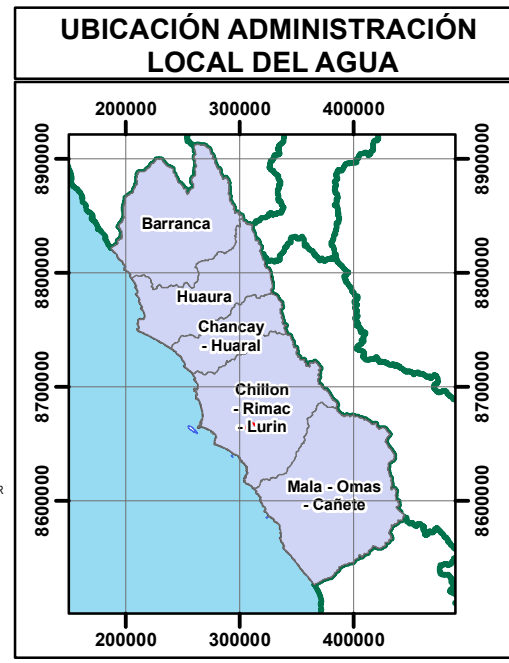 UBICACIÓN ADMINISTRACIÓN
LOCAL DEL AGUA
200000 300000 400000
8900000 8900000
Barranca
8800000 8800000
Huaura
Chancay
- Huaral
8700000 8700000
Chillon
- Rimac
- Lurin
R
Mala - Omas
- Cañete
8600000 8600000
200000 300000 400000